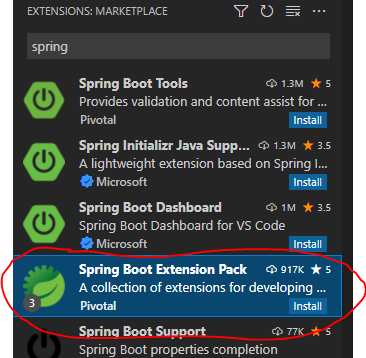 EXTENSIONS: MARKETPLACE
spring
Spring Boot Tools 1.3M 5
Provides validation and content assist for ...
Pivotal Install
Spring Initializr Java Supp... 1.3M 3.5
A lightweight extension based on Spring I...
Microsoft Install
Spring Boot Dashboard 1M 3.5
Spring Boot Dashboard for VS Code
Microsoft Install
Spring Boot Extension Pack 917K 5
A collection of extensions for developing ...
3 Pivotal Install
Spring Boot Support 77K 5
Spring Boot properties completion